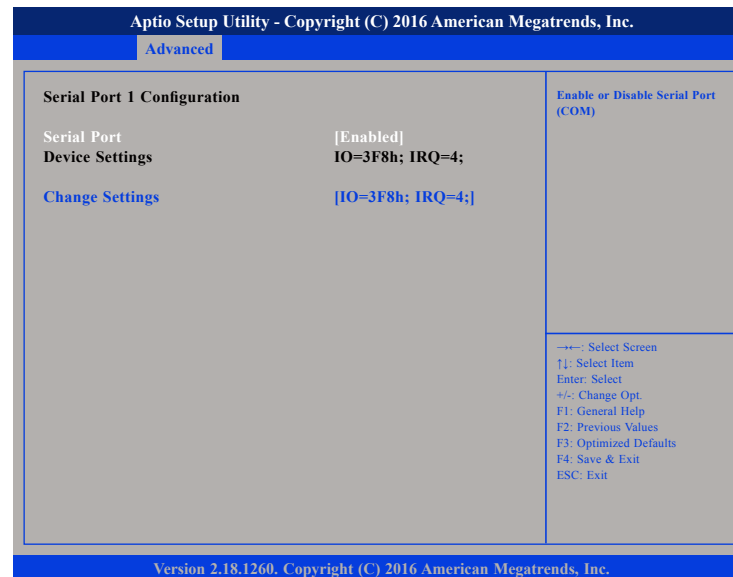 Aptio Setup Utility - Copyright (C) 2016 American Megatrends, Inc.
Advanced
Serial Port 1 Configuration
Serial Port [Enabled]
Device Settings IO=3F8h; IRQ=4;
Change Settings [IO=3F8h; IRQ=4;]
Enable or Disable Serial Port
(COM)
→←: Select Screen
↑↓: Select Item
Enter: Select
+/-: Change Opt.
F1: General Help
F2: Previous Values
F3: Optimized Defaults
F4: Save & Exit
ESC: Exit
Version 2.18.1260. Copyright (C) 2016 American Megatrends, Inc.